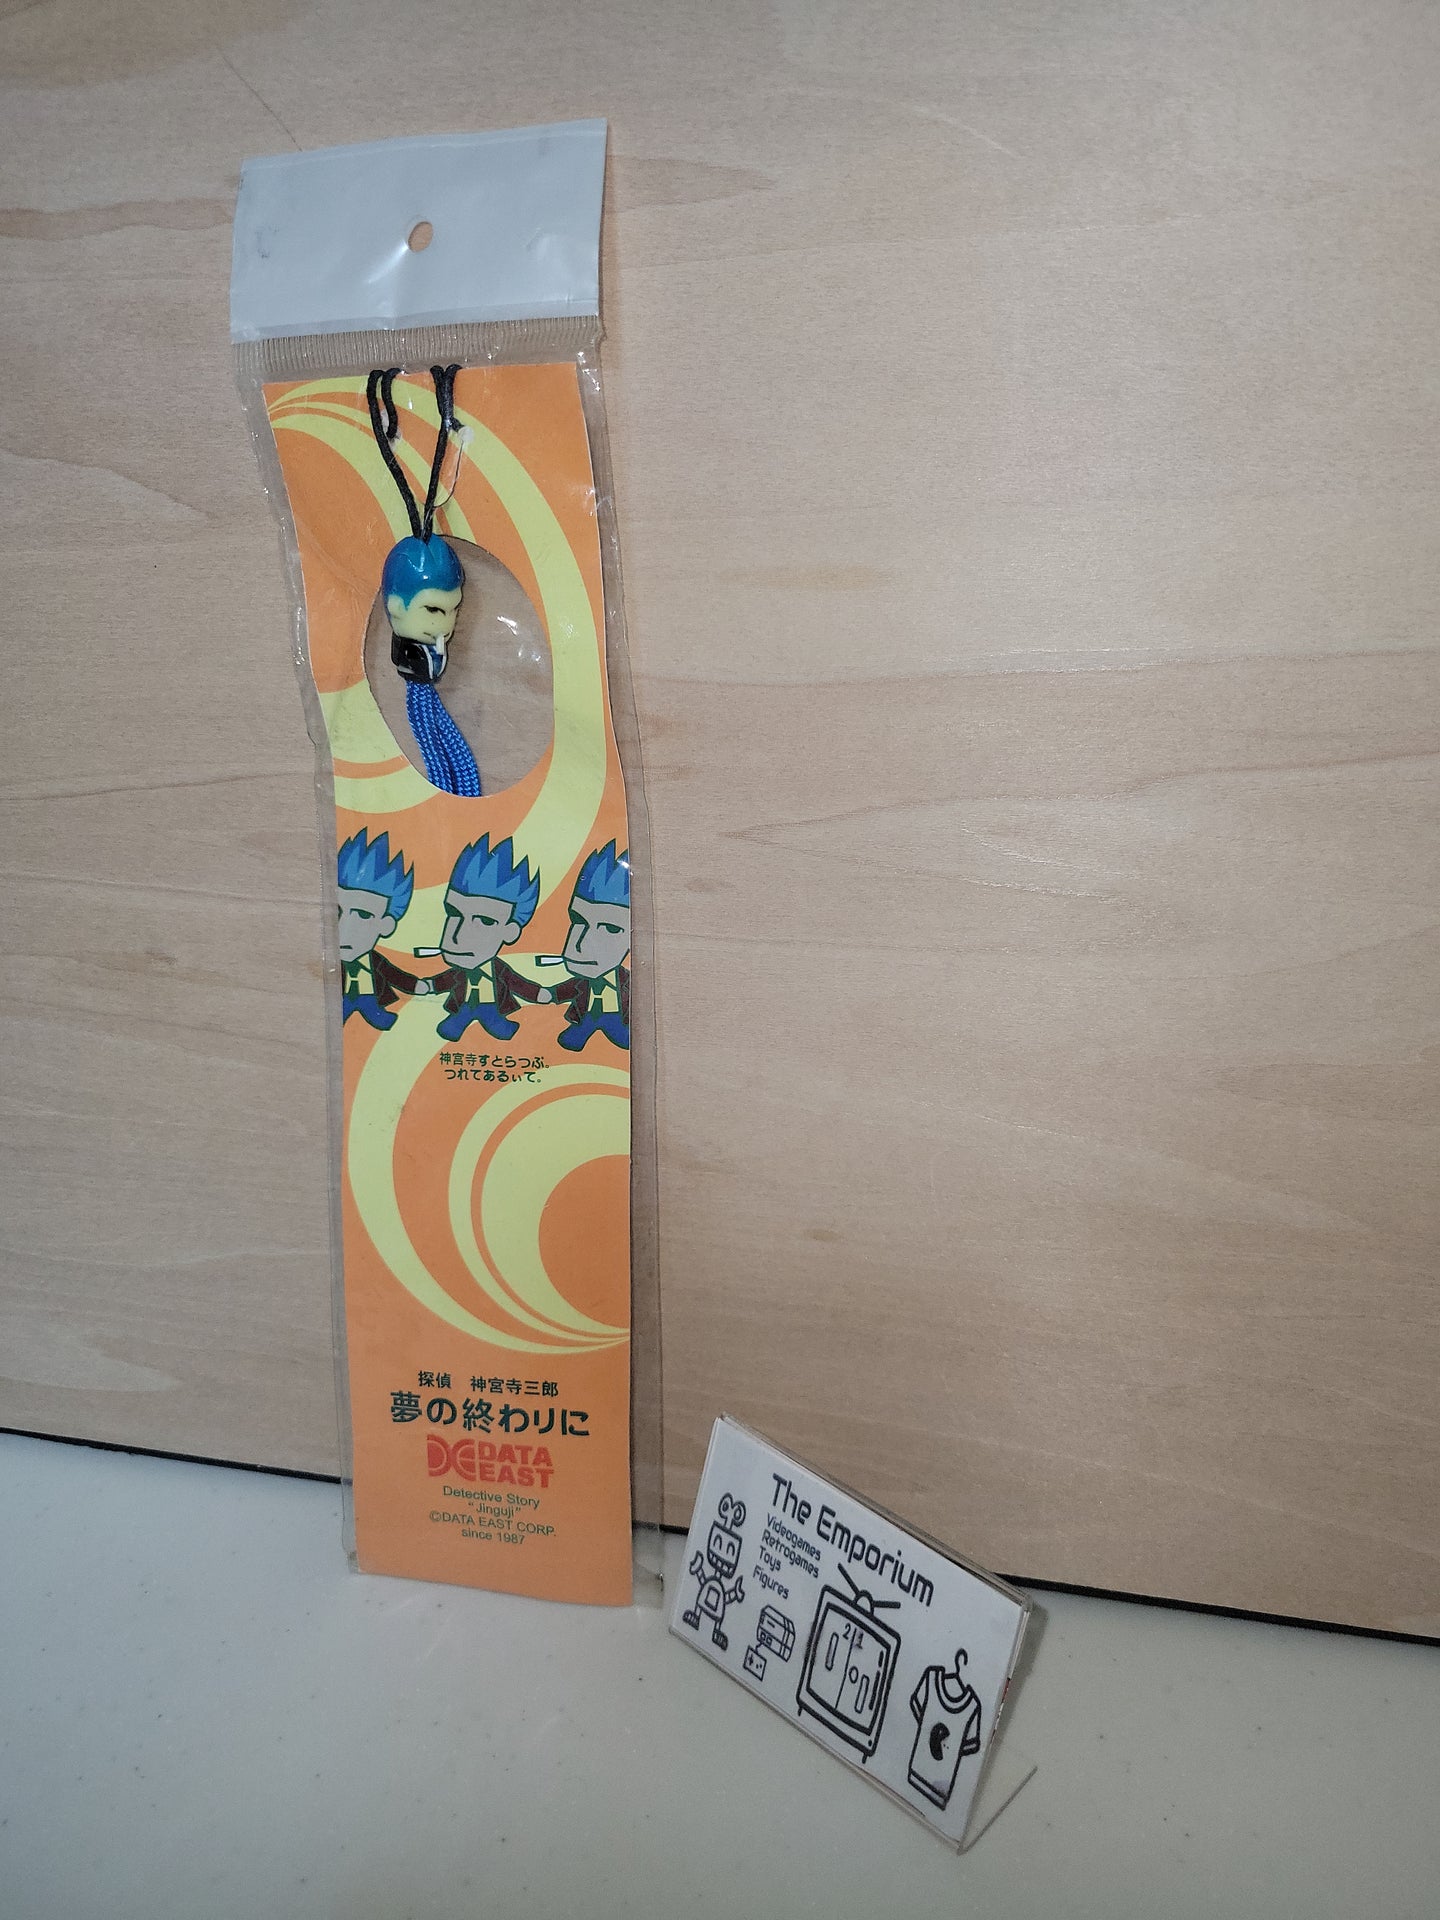 神宮寺すとらっぷ。
つれてあるいて。
探偵　神宮寺三郎
夢の終わりに
DATA
EAST
Detective Story
"Jinguji"
©DATA EAST CORP.
since 1987
The Emporium
Videogames
Retrogames
Toys
Figures
21